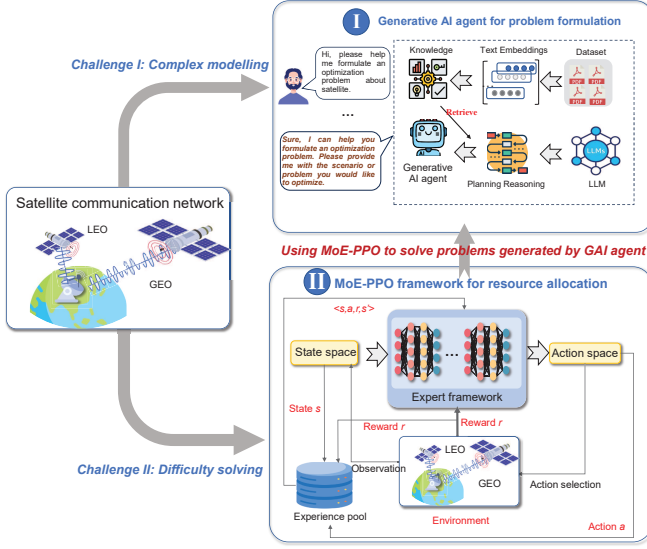 I Generative AI agent for problem formulation
Challenge I: Complex modelling
Hi, please help
me formulate an
optimization
problem about
satellite.
...
Sure, I can help you
formulate an optimization
problem. Please provide
me with the scenario or
problem you would
like to optimize.
Knowledge
Text Embeddings
Dataset
PDF PDF
PDF PDF
Retrieve
Generative
AI agent
Planning Reasoning
LLMs
LLM
Satellite communication network
LEO
GEO
Using MoE-PPO to solve problems generated by GAI agent
II MoE-PPO framework for resource allocation
<s,a,r,s'>
State space
...
Expert framework
Action space
State s
Reward r
Reward r
LEO
GEO
Observation
Action selection
Experience pool
Environment
Action a
Challenge II: Difficulty solving